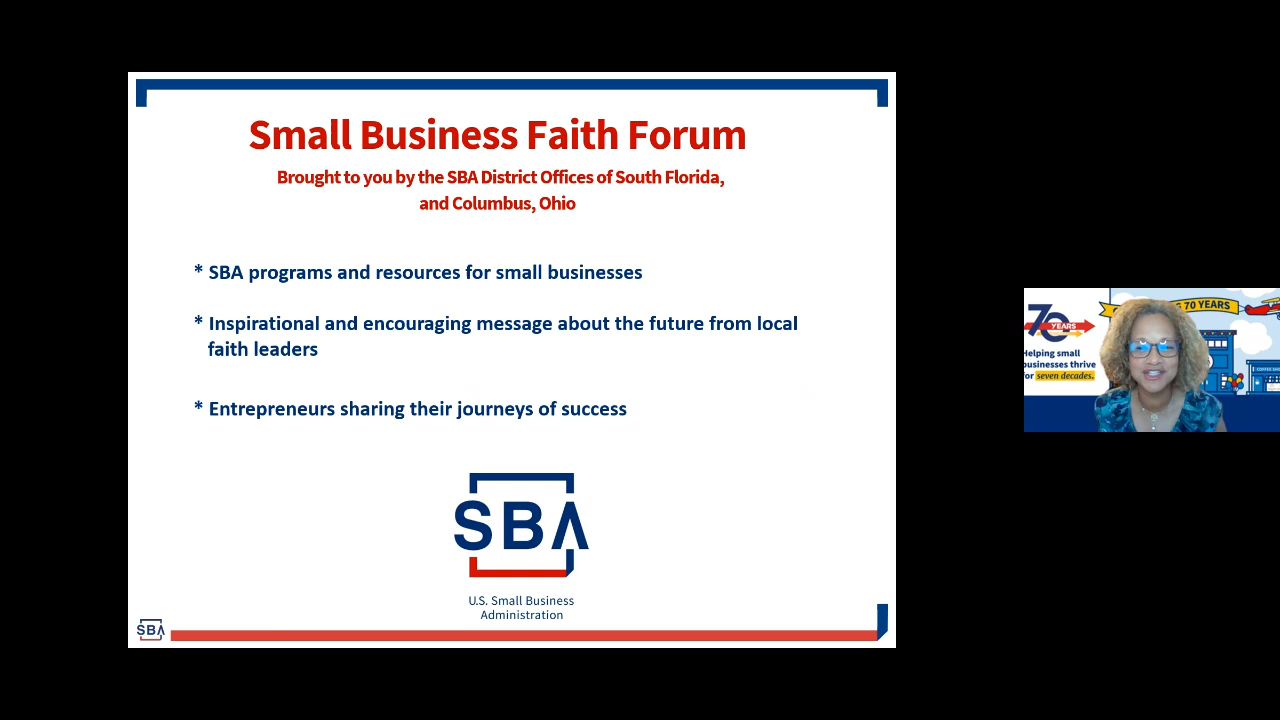 Small Business Faith Forum
Brought to you by the SBA District Offices of South Florida,
and Columbus, Ohio
* SBA programs and resources for small businesses
* Inspirational and encouraging message about the future from local
faith leaders
* Entrepreneurs sharing their journeys of success
SBA
U.S. Small Business
Administration
SBA
70 YEARS
G 70 YEARS
Helping small
businesses thrive
for seven decades.
COFFEE